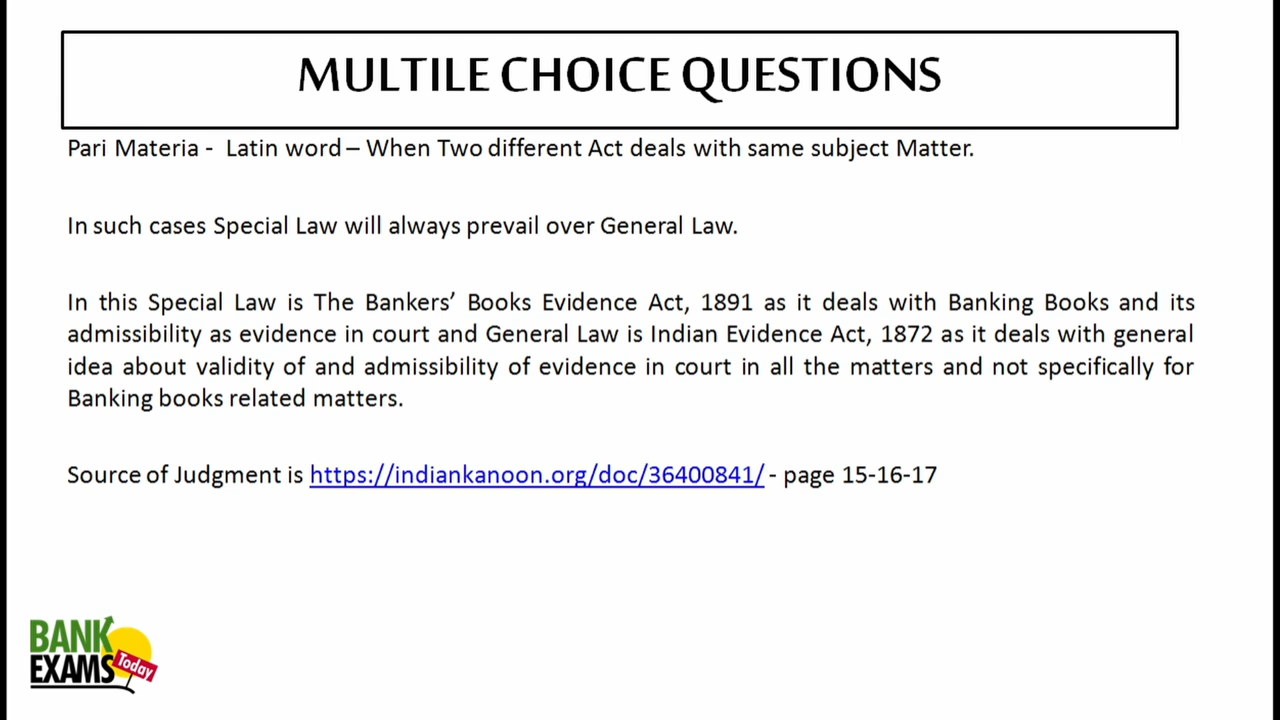 MULTILE CHOICE QUESTIONS
Pari Materia - Latin word – When Two different Act deals with same subject Matter.
In such cases Special Law will always prevail over General Law.
In this Special Law is The Bankers’ Books Evidence Act, 1891 as it deals with Banking Books and its
admissibility as evidence in court and General Law is Indian Evidence Act, 1872 as it deals with general
idea about validity of and admissibility of evidence in court in all the matters and not specifically for
Banking books related matters.
Source of Judgment is https://indiankanoon.org/doc/36400841/ - page 15-16-17
BANK
EXAMS Today